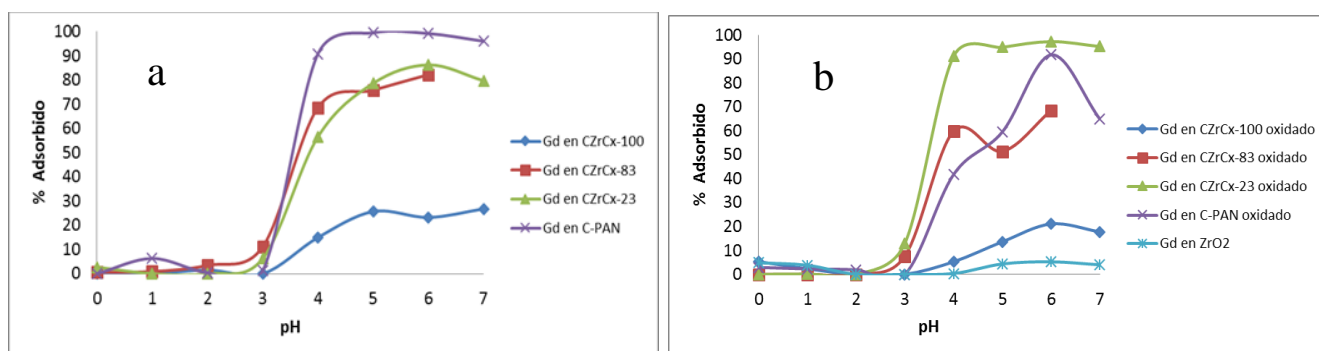 a
% Adsorbido
100
90
80
70
60
50
40
30
20
10
0
0 1 2 3 4 5 6 7
pH
Gd en CZrCx-100
Gd en CZrCx-83
Gd en CZrCx-23
Gd en C-PAN
b
% Adsorbido
100
90
80
70
60
50
40
30
20
10
0
0 1 2 3 4 5 6 7
pH
Gd en CZrCx-100 oxidado
Gd en CZrCx-83 oxidado
Gd en CZrCx-23 oxidado
Gd en C-PAN oxidado
Gd en ZrO2